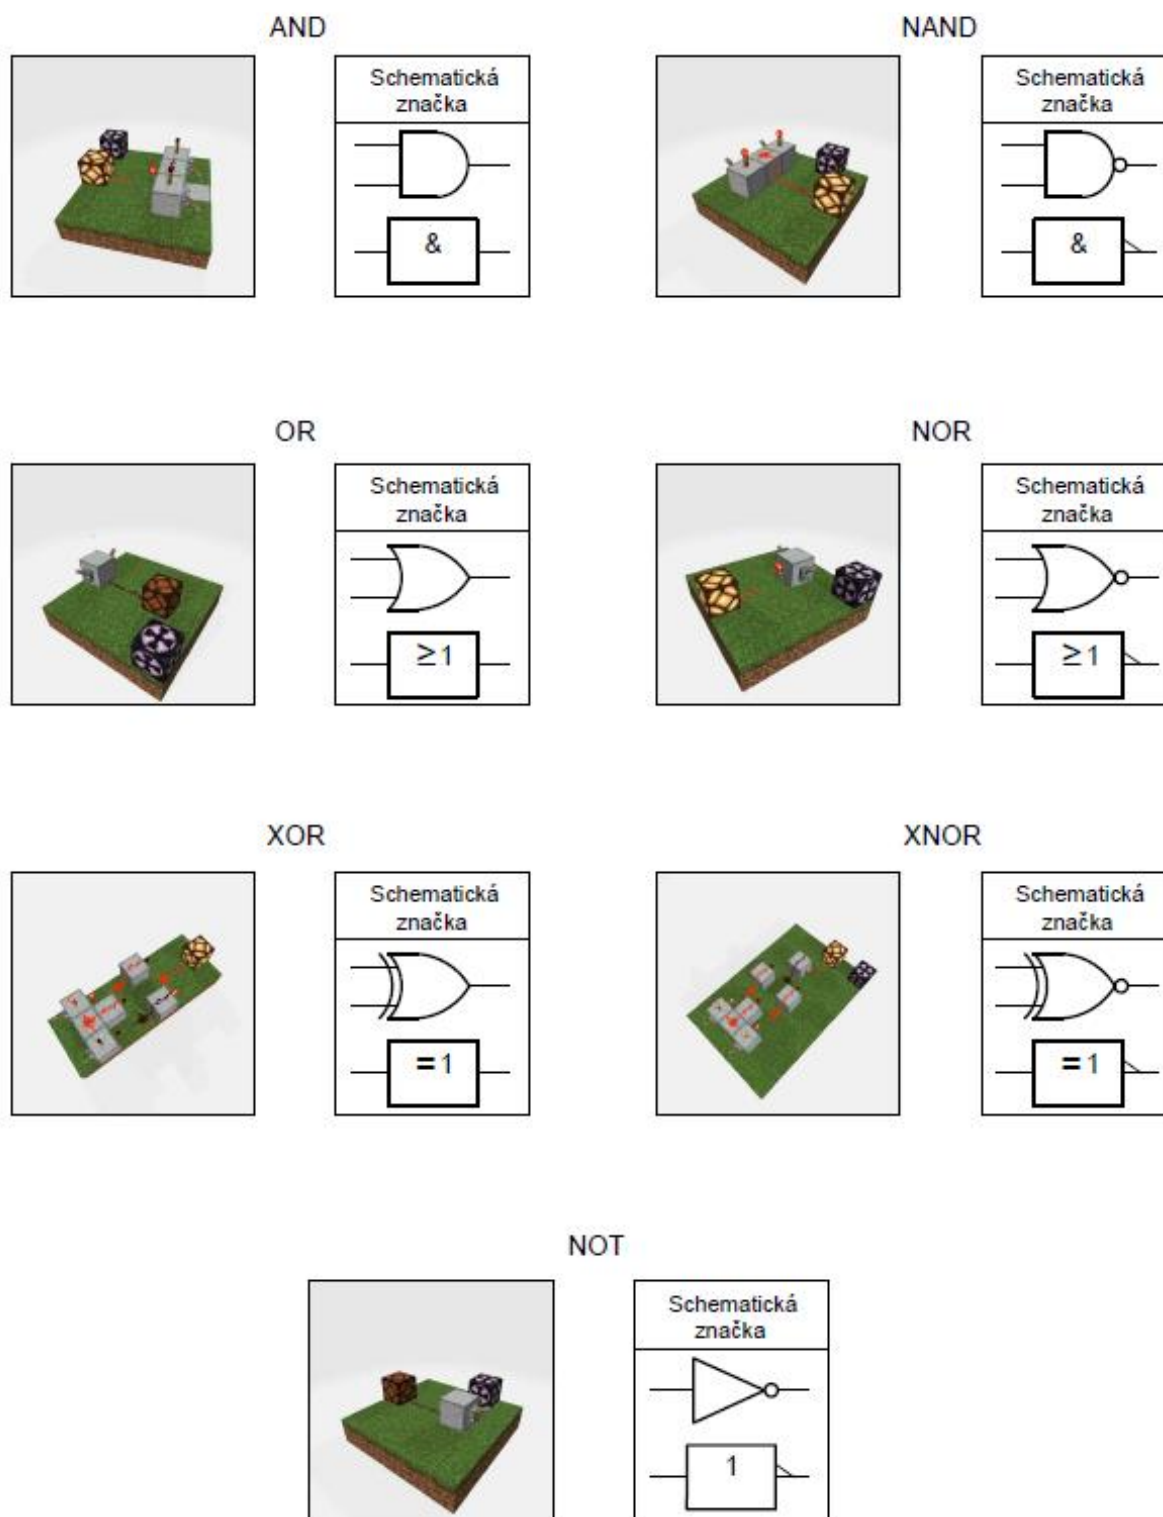 AND
Schematická
značka
&
NAND
Schematická
značka
&
OR
Schematická
značka
≥1
NOR
Schematická
značka
≥1
XOR
Schematická
značka
=1
XNOR
Schematická
značka
=1
NOT
Schematická
značka
1